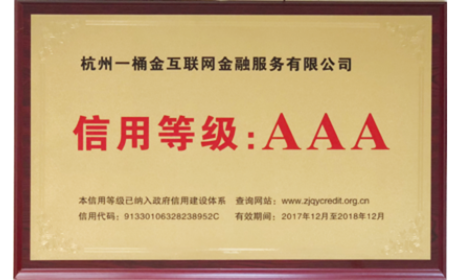 杭州一桶金互联网金融服务有限公司
信用等级:AAA
本信用等级已纳入政府信用建设体系 查询网站:www.zjqycredit.org.cn
信用代码:91330106328238952C 有效期间:2017年12月至2018年12月